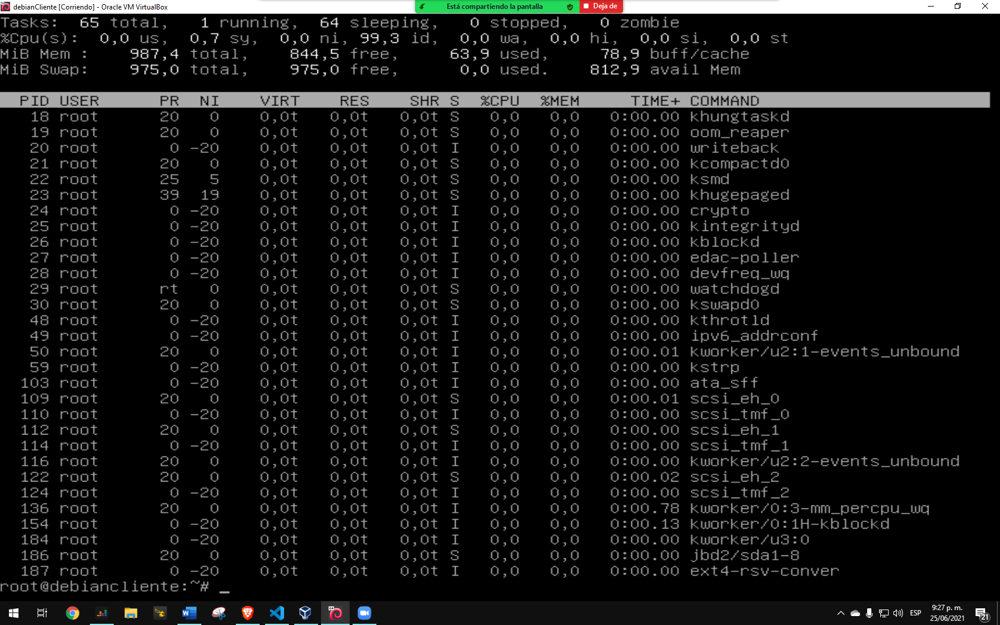 debianCliente [Corriendo] - Oracle VM VirtualBox
Está compartiendo la pantalla
Deja de
Tasks: 65 total, 1 running, 64 sleeping, 0 stopped, 0 zombie
%Cpu(s): 0,0 us, 0,7 sy, 0,0 ni, 99,3 id, 0,0 wa, 0,0 hi, 0,0 si, 0,0 st
MiB Mem : 987,4 total, 844,5 free, 63,9 used, 78,9 buff/cache
MiB Swap: 975,0 total, 975,0 free, 0,0 used. 812,9 avail Mem
PID USER PR NI VIRT RES SHR S %CPU %MEM TIME+ COMMAND
18 root 20 0 0,0t 0,0t 0,0t S 0,0 0,0 0:00.00 khungtaskd
19 root 20 0 0,0t 0,0t 0,0t S 0,0 0,0 0:00.00 oom_reaper
20 root 0 -20 0,0t 0,0t 0,0t I 0,0 0,0 0:00.00 writeback
21 root 20 0 0,0t 0,0t 0,0t S 0,0 0,0 0:00.00 kcompactd0
22 root 25 5 0,0t 0,0t 0,0t S 0,0 0,0 0:00.00 ksmd
23 root 39 19 0,0t 0,0t 0,0t S 0,0 0,0 0:00.00 khugepaged
24 root 0 -20 0,0t 0,0t 0,0t I 0,0 0,0 0:00.00 crypto
25 root 0 -20 0,0t 0,0t 0,0t I 0,0 0,0 0:00.00 kintegrityd
26 root 0 -20 0,0t 0,0t 0,0t I 0,0 0,0 0:00.00 kblockd
27 root 0 -20 0,0t 0,0t 0,0t I 0,0 0,0 0:00.00 edac-poller
28 root 0 -20 0,0t 0,0t 0,0t I 0,0 0,0 0:00.00 devfreq_wq
29 root rt 0 0,0t 0,0t 0,0t S 0,0 0,0 0:00.00 watchdogd
30 root 20 0 0,0t 0,0t 0,0t S 0,0 0,0 0:00.00 kswapd0
48 root 0 -20 0,0t 0,0t 0,0t I 0,0 0,0 0:00.00 kthrotld
49 root 0 -20 0,0t 0,0t 0,0t I 0,0 0,0 0:00.00 ipv6_addrconf
50 root 20 0 0,0t 0,0t 0,0t I 0,0 0,0 0:00.01 kworker/u2:1-events_unbound
59 root 0 -20 0,0t 0,0t 0,0t I 0,0 0,0 0:00.00 kstrp
103 root 0 -20 0,0t 0,0t 0,0t I 0,0 0,0 0:00.00 ata_sff
109 root 20 0 0,0t 0,0t 0,0t S 0,0 0,0 0:00.01 scsi_eh_0
110 root 0 -20 0,0t 0,0t 0,0t I 0,0 0,0 0:00.00 scsi_tmf_0
112 root 20 0 0,0t 0,0t 0,0t S 0,0 0,0 0:00.00 scsi_eh_1
114 root 0 -20 0,0t 0,0t 0,0t I 0,0 0,0 0:00.00 scsi_tmf_1
116 root 20 0 0,0t 0,0t 0,0t I 0,0 0,0 0:00.00 kworker/u2:2-events_unbound
122 root 20 0 0,0t 0,0t 0,0t S 0,0 0,0 0:00.02 scsi_eh_2
124 root 0 -20 0,0t 0,0t 0,0t I 0,0 0,0 0:00.00 scsi_tmf_2
136 root 20 0 0,0t 0,0t 0,0t I 0,0 0,0 0:00.78 kworker/0:3-mm_percpu_wq
154 root 0 -20 0,0t 0,0t 0,0t I 0,0 0,0 0:00.13 kworker/0:1H-kblockd
184 root 0 -20 0,0t 0,0t 0,0t I 0,0 0,0 0:00.00 kworker/u3:0
186 root 20 0 0,0t 0,0t 0,0t S 0,0 0,0 0:00.00 jbd2/sda1-8
187 root 0 -20 0,0t 0,0t 0,0t I 0,0 0,0 0:00.00 ext4-rsv-conver
root@debiancliente:~# _
ESP
9:27 p. m.
25/06/2021
21